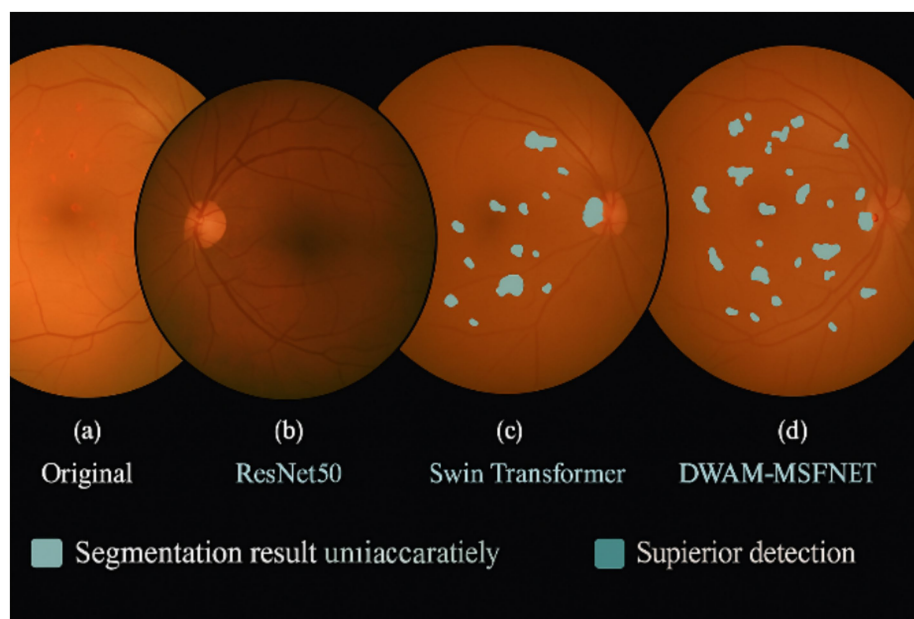 (a) (b) (c) (d)
Original ResNet50 Swin Transformer DWAM-MSFNET
Segmentation result uniiaccaratiely Supierior detection